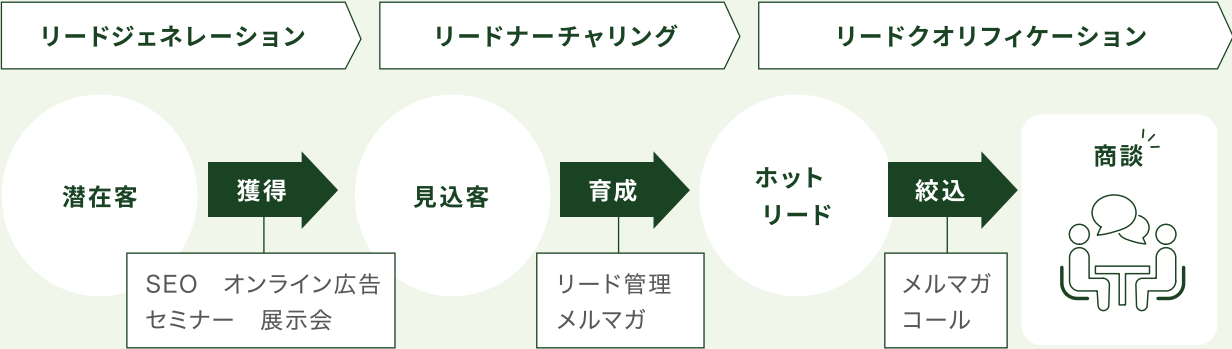 リードジェネレーション
リードナーチャリング
リードクオリフィケーション
潜在客
獲得
見込客
育成
ホット
リード
絞込
商談
SEO　オンライン広告
セミナー　展示会
リード管理
メルマガ
メルマガ
コール